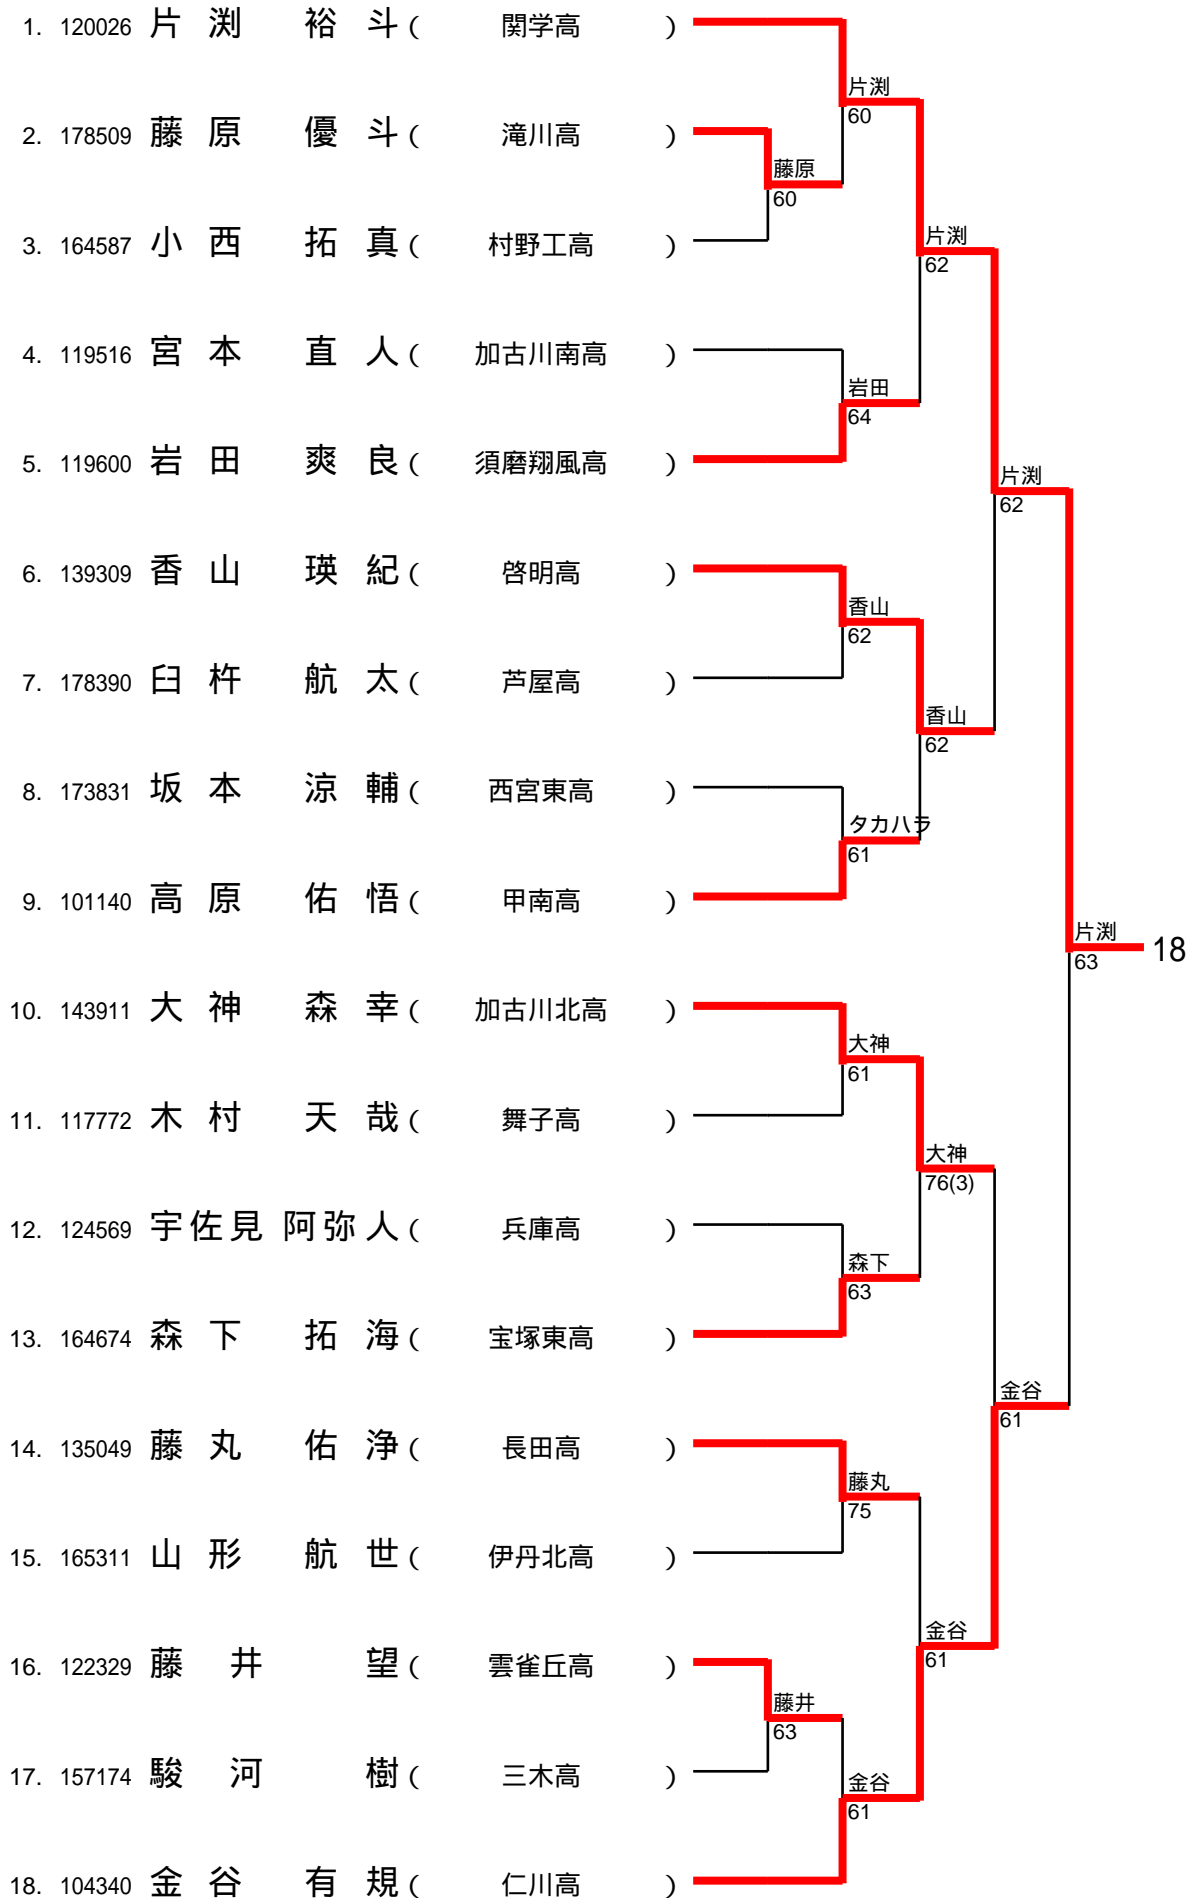 1. 120026 片渕 裕斗 ( 関学高 )
片渕
60
2. 178509 藤原 優斗 ( 滝川高 )
藤原
60
3. 164587 小西 拓真 ( 村野工高 )
片渕
62
4. 119516 宮本 直人 ( 加古川南高 )
岩田
64
5. 119600 岩田 爽良 ( 須磨翔風高 )
片渕
62
6. 139309 香山 瑛紀 ( 啓明高 )
香山
62
7. 178390 臼杵 航太 ( 芦屋高 )
香山
62
8. 173831 坂本 涼輔 ( 西宮東高 )
タカハラ
61
9. 101140 高原 佑悟 ( 甲南高 )
片渕
63
18
10. 143911 大神 森幸 ( 加古川北高 )
大神
61
11. 117772 木村 天哉 ( 舞子高 )
大神
76(3)
12. 124569 宇佐見 阿弥人 ( 兵庫高 )
森下
63
13. 164674 森下 拓海 ( 宝塚東高 )
金谷
61
14. 135049 藤丸 佑浄 ( 長田高 )
藤丸
75
15. 165311 山形 航世 ( 伊丹北高 )
金谷
61
16. 122329 藤井 望 ( 雲雀丘高 )
藤井
63
17. 157174 駿河 樹 ( 三木高 )
金谷
61
18. 104340 金谷 有規 ( 仁川高 )